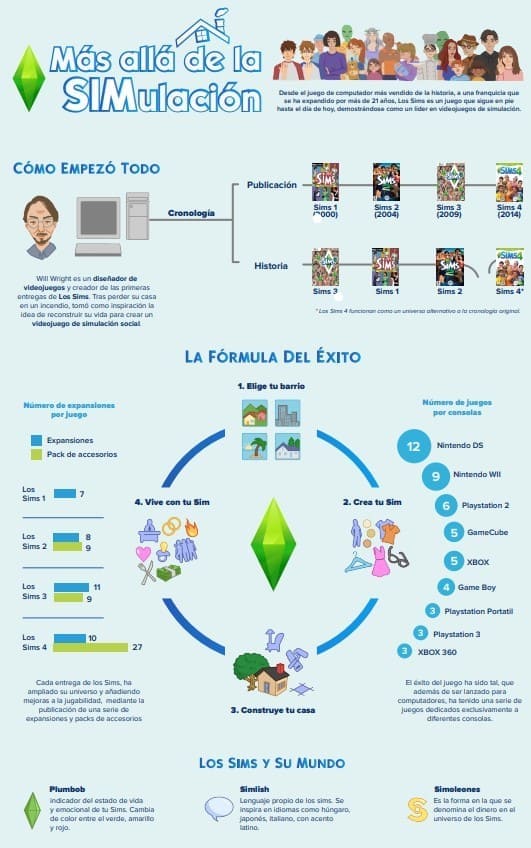 Más allá de la
SIMulación
Desde el juego de computador más vendido de la historia, a una franquicia que
se ha expandido por más de 21 años, Los Sims es un juego que sigue en pie
hasta el día de hoy, demostrándose como un líder en videojuegos de simulación.
CÓMO EMPEZÓ TODO
Will Wright es un diseñador de
videojuegos y creador de las primeras
entregas de Los Sims. Tras perder su casa
en un incendio, tomó como inspiración la
idea de reconstruir su vida para crear un
videojuego de simulación social.
Cronología
Publicación
Sims 1
Sims 2
(2004)
Sims 3
(2009)
Sims 4
(2014)
Historia
Sims 3
Sims 1
Sims 2
Sims 4*
* Los Sims 4 funcionan como un universo alternativo a la cronología original.
LA FÓRMULA DEL ÉXITO
Número de expansiones
por juego
Expansiones
Pack de accesorios
Los
Sims 1
7
Los
Sims 2
8
9
Los
Sims 3
11
9
Los
Sims 4
10
27
Cada entrega de los Sims, ha
ampliado su universo y añadiendo
mejoras a la jugabilidad, mediante la
publicación de una serie de
expansiones y packs de accesorios
1. Elige tu barrio
2. Crea tu Sim
3. Construye tu casa
4. Vive con tu Sim
Número de juegos
por consolas
12 Nintendo DS
9 Nintendo WII
6 Playstation 2
5 GameCube
5 XBOX
4 Game Boy
3 Playstation Portatil
3 Playstation 3
3 XBOX 360
El éxito del juego ha sido tal, que
además de ser lanzado para
computadores, ha tenido una serie de
juegos dedicados exclusivamente a
diferentes consolas.
LOS SIMS Y SU MUNDO
Plumbob
indicador del estado de vida
y emocional de tu Sims. Cambia
de color entre el verde, amarillo
y rojo.
Simlish
Lenguaje propio de los sims. Se
inspira en idiomas como húngaro,
japonés, italiano, con acento
latino.
Simoleones
Es la forma en la que se
denomina el dinero en el
universo de los Sims.